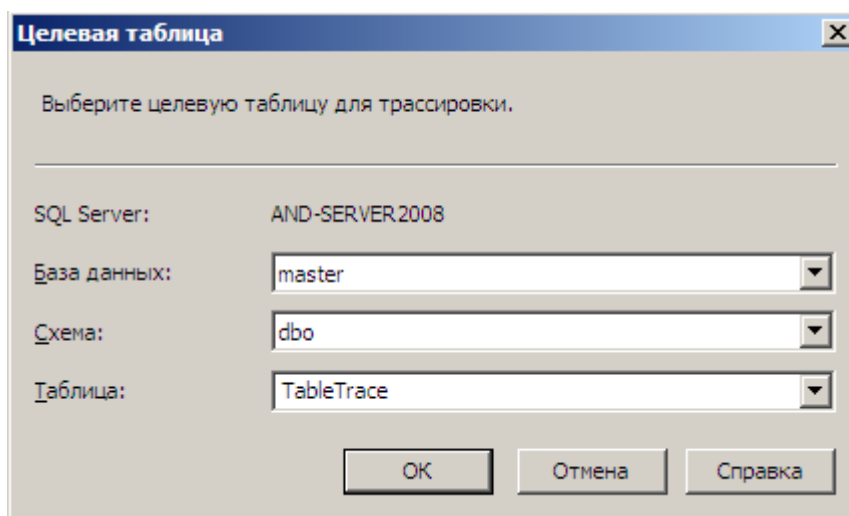 Целевая таблица
Выберите целевую таблицу для трассировки.
SQL Server: AND-SERVER2008
База данных: master
Схема: dbo
Таблица: TableTrace
OK Отмена Справка